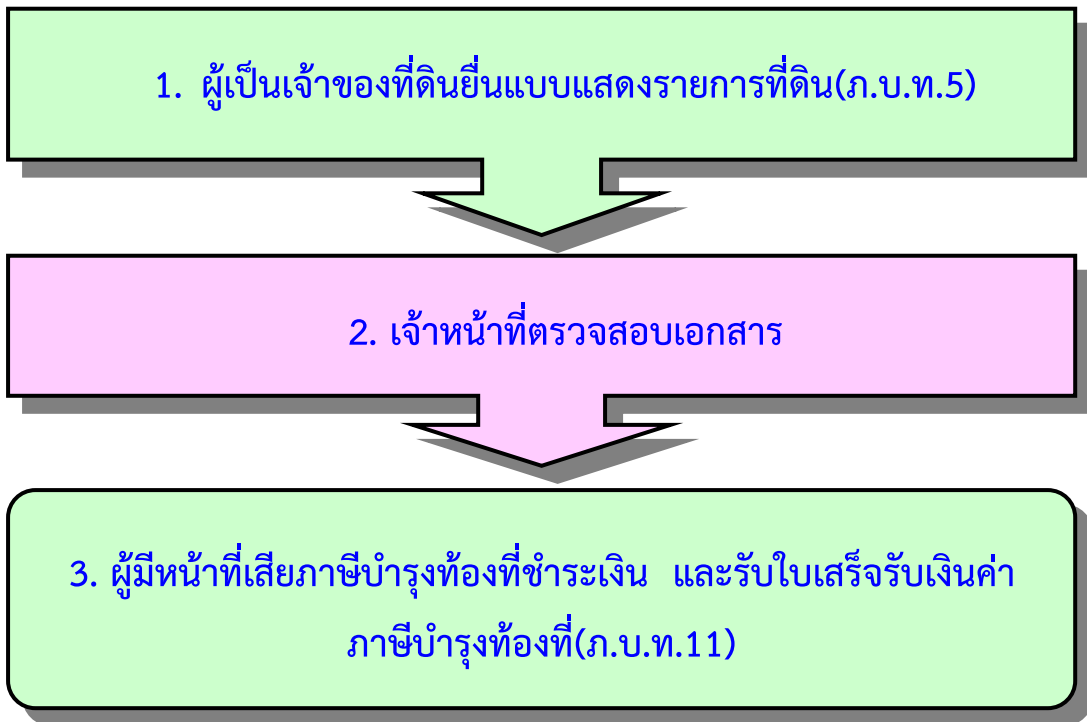 1. ผู้เป็นเจ้าของที่ดินยื่นแบบแสดงรายการที่ดิน(ภ.บ.ท.5)
2. เจ้าหน้าที่ตรวจสอบเอกสาร
3. ผู้มีหน้าที่เสียภาษีบำรุงท้องที่ชำระเงิน และรับใบเสร็จรับเงินค่า
ภาษีบำรุงท้องที่(ภ.บ.ท.11)